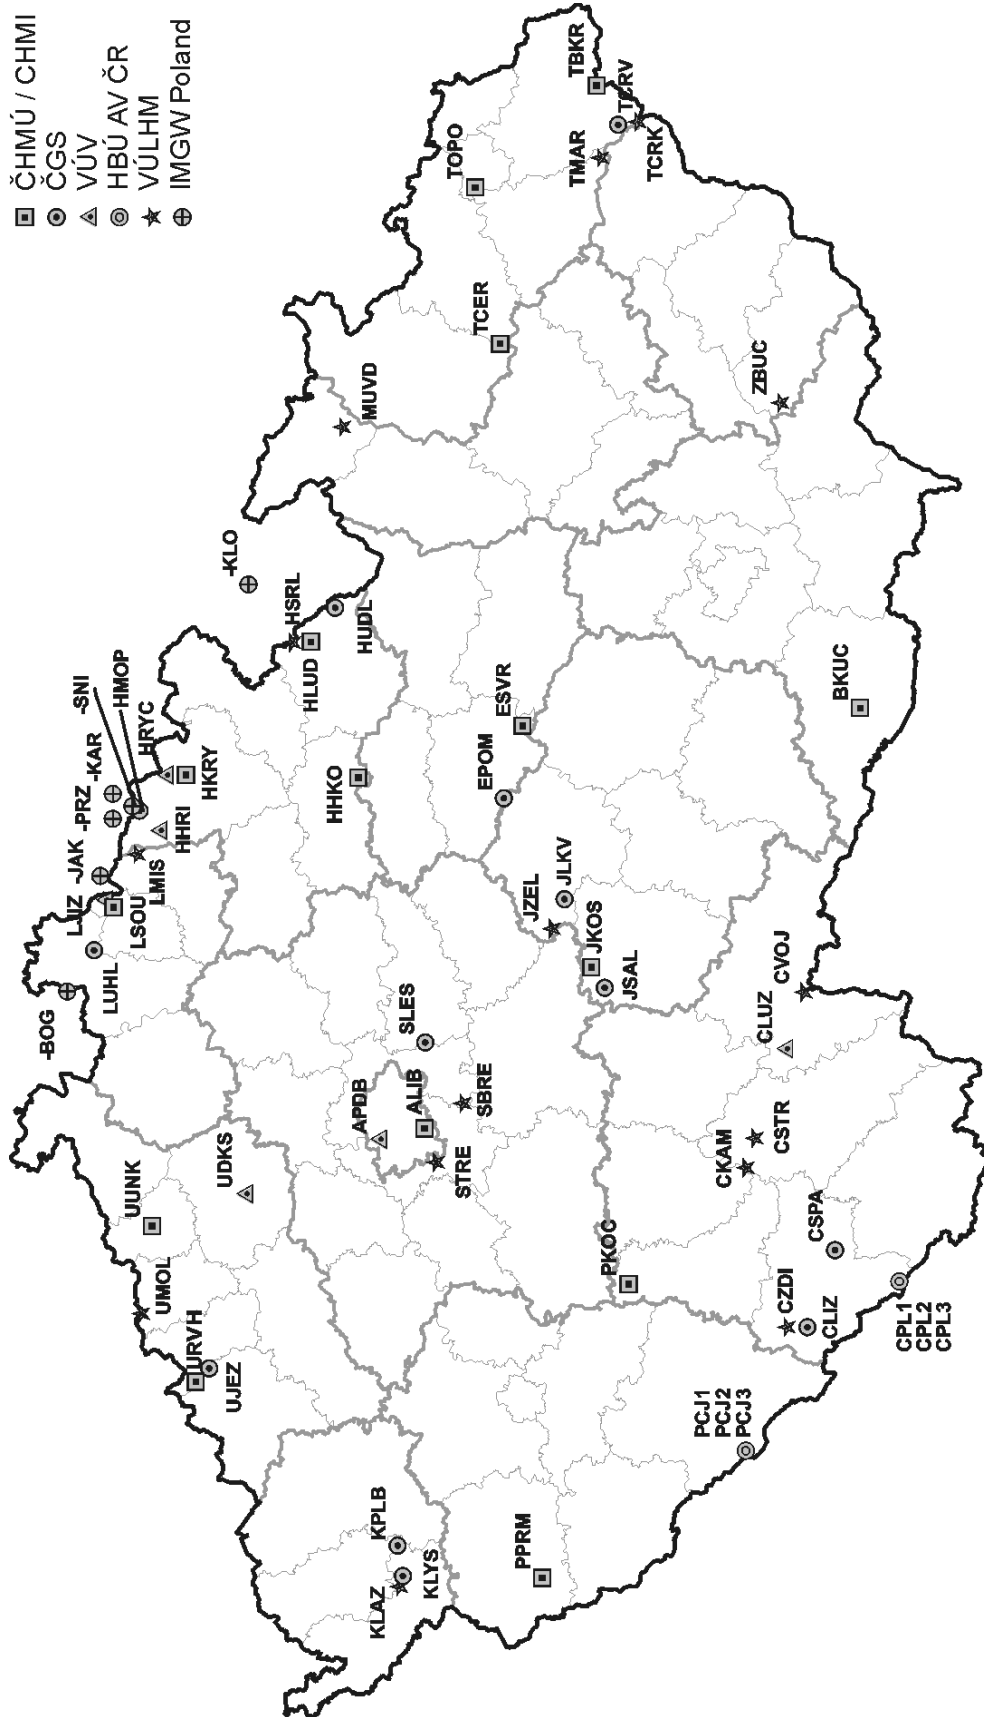 ČHMÚ / CHMI
ČGS
VÚV
HBÚ AV ČR
VÚLHM
IMGW Poland
-BOG
LUHL
LJIZ
-JAK
LSOU
LMIS
-PRZ
-KAR
-SNI
HMOP
HRYC
HHRI
HKRY
-KLO
HSRL
HLUD
HUDL
HHKO
UUNK
UDKS
UMOL
URVH
UJEZ
KPLB
KLAZ
KLYS
PPRM
APDB
ALIB
SLES
SBRE
STRE
PKOC
ESVR
EPOM
JZEL
JLKV
JKOS
JSAL
MUVD
TCER
TOPO
TBKR
TCRV
TMAR
TCRK
ZBUC
BKUC
CVOJ
CLUZ
CKAM
CSTR
CSPA
CZDI
CLIZ
CPL1
CPL2
CPL3
PCJ1
PCJ2
PCJ3